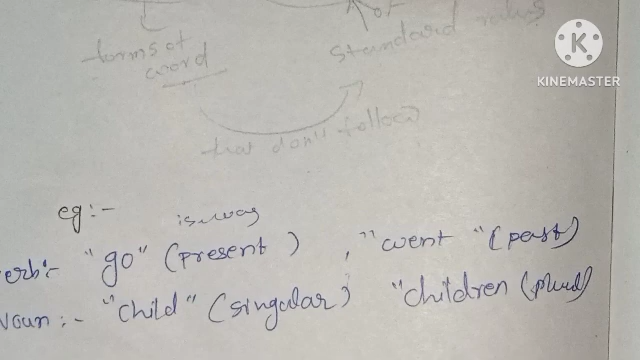 forms of
word
of
standard rules
KINEMASTER
that don't follow
eg:-
is was
erb:- "go" (present) , "went" (past)
Noun:- "child" (singular) "children (plural)